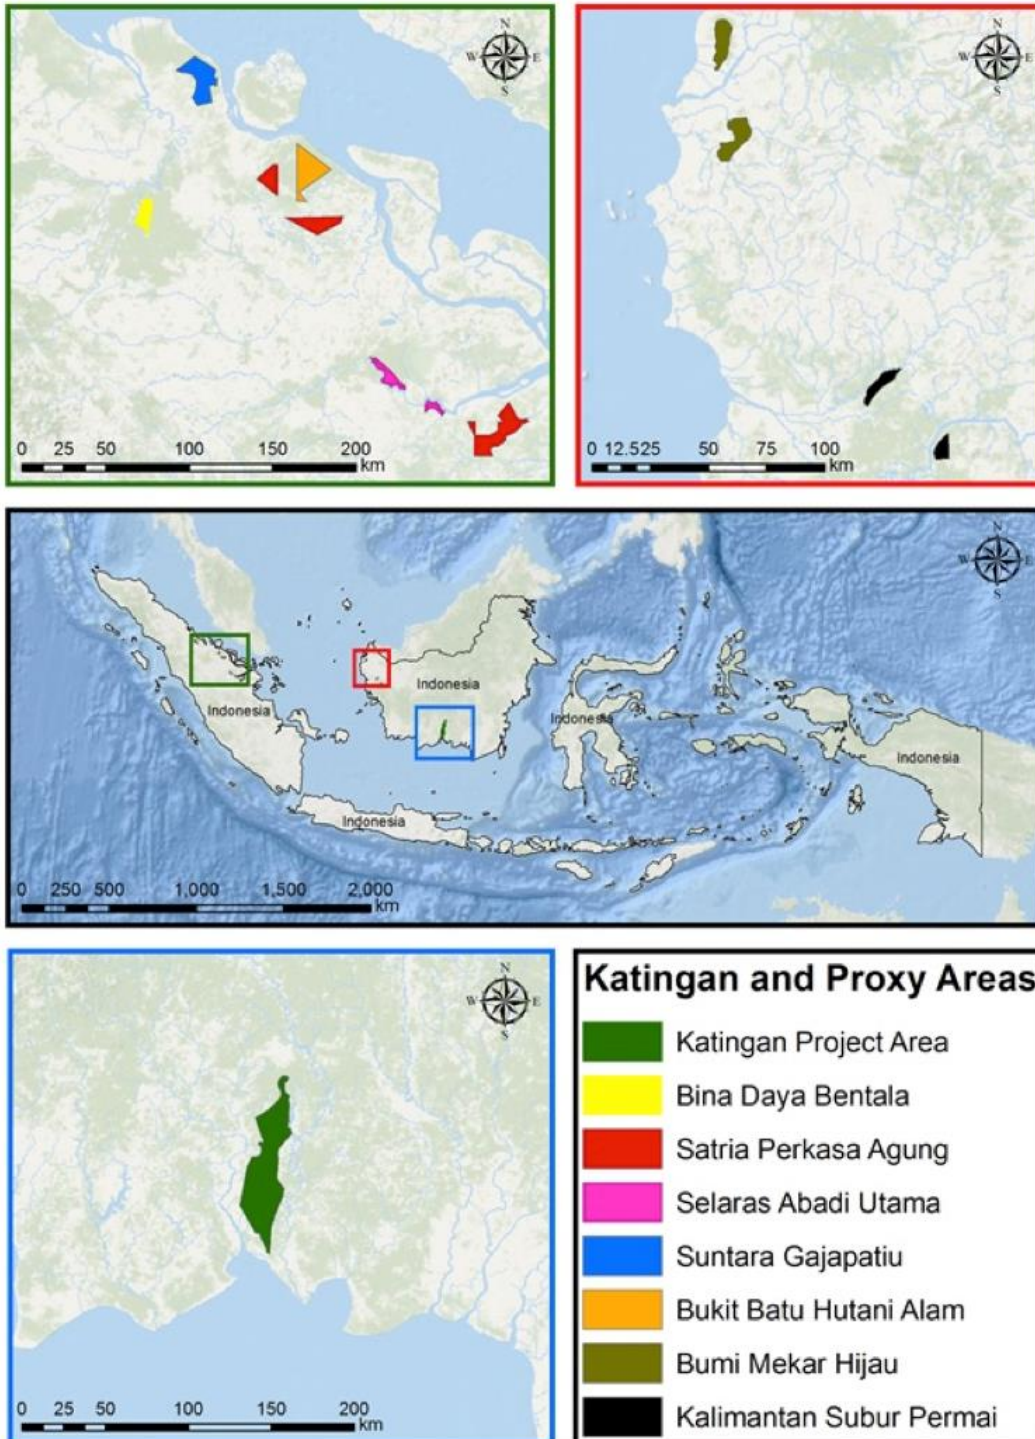 N
W E
S
0 25 50 100 150 200
km
N
W E
S
0 12.525 50 75 100
km
N
W E
S
Indonesia
Indonesia
Indonesia
Indonesia
Indonesia
0 250 500 1,000 1,500 2,000
km
N
W E
S
0 25 50 100 150 200
km
Katingan and Proxy Areas
Katingan Project Area
Bina Daya Bentala
Satria Perkasa Agung
Selaras Abadi Utama
Suntara Gajapatiu
Bukit Batu Hutani Alam
Bumi Mekar Hijau
Kalimantan Subur Permai